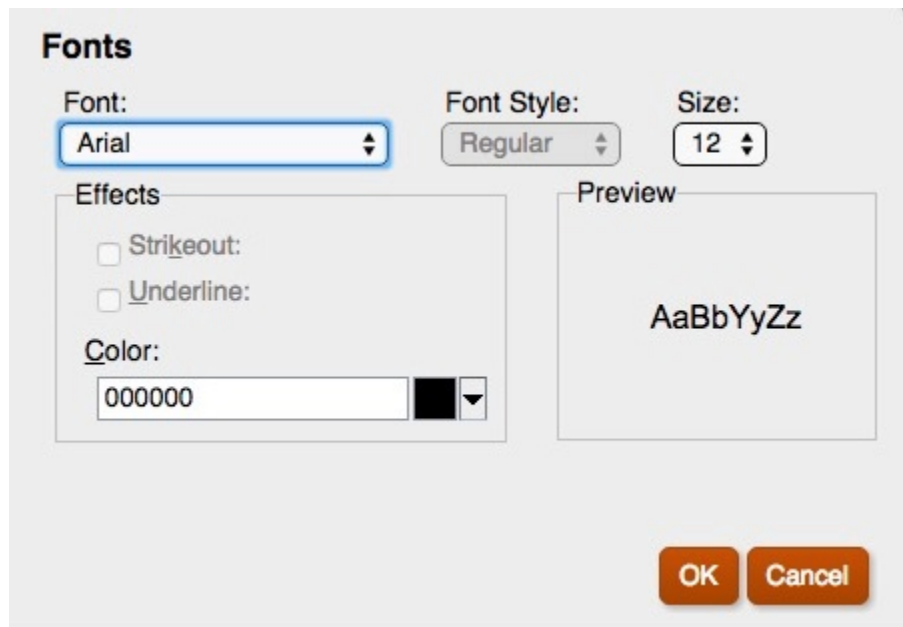 Fonts
Font: Font Style: Size:
Arial Regular 12
Effects Preview
Strikeout:
Underline:
AaBbYyZz
Color:
000000
OK Cancel